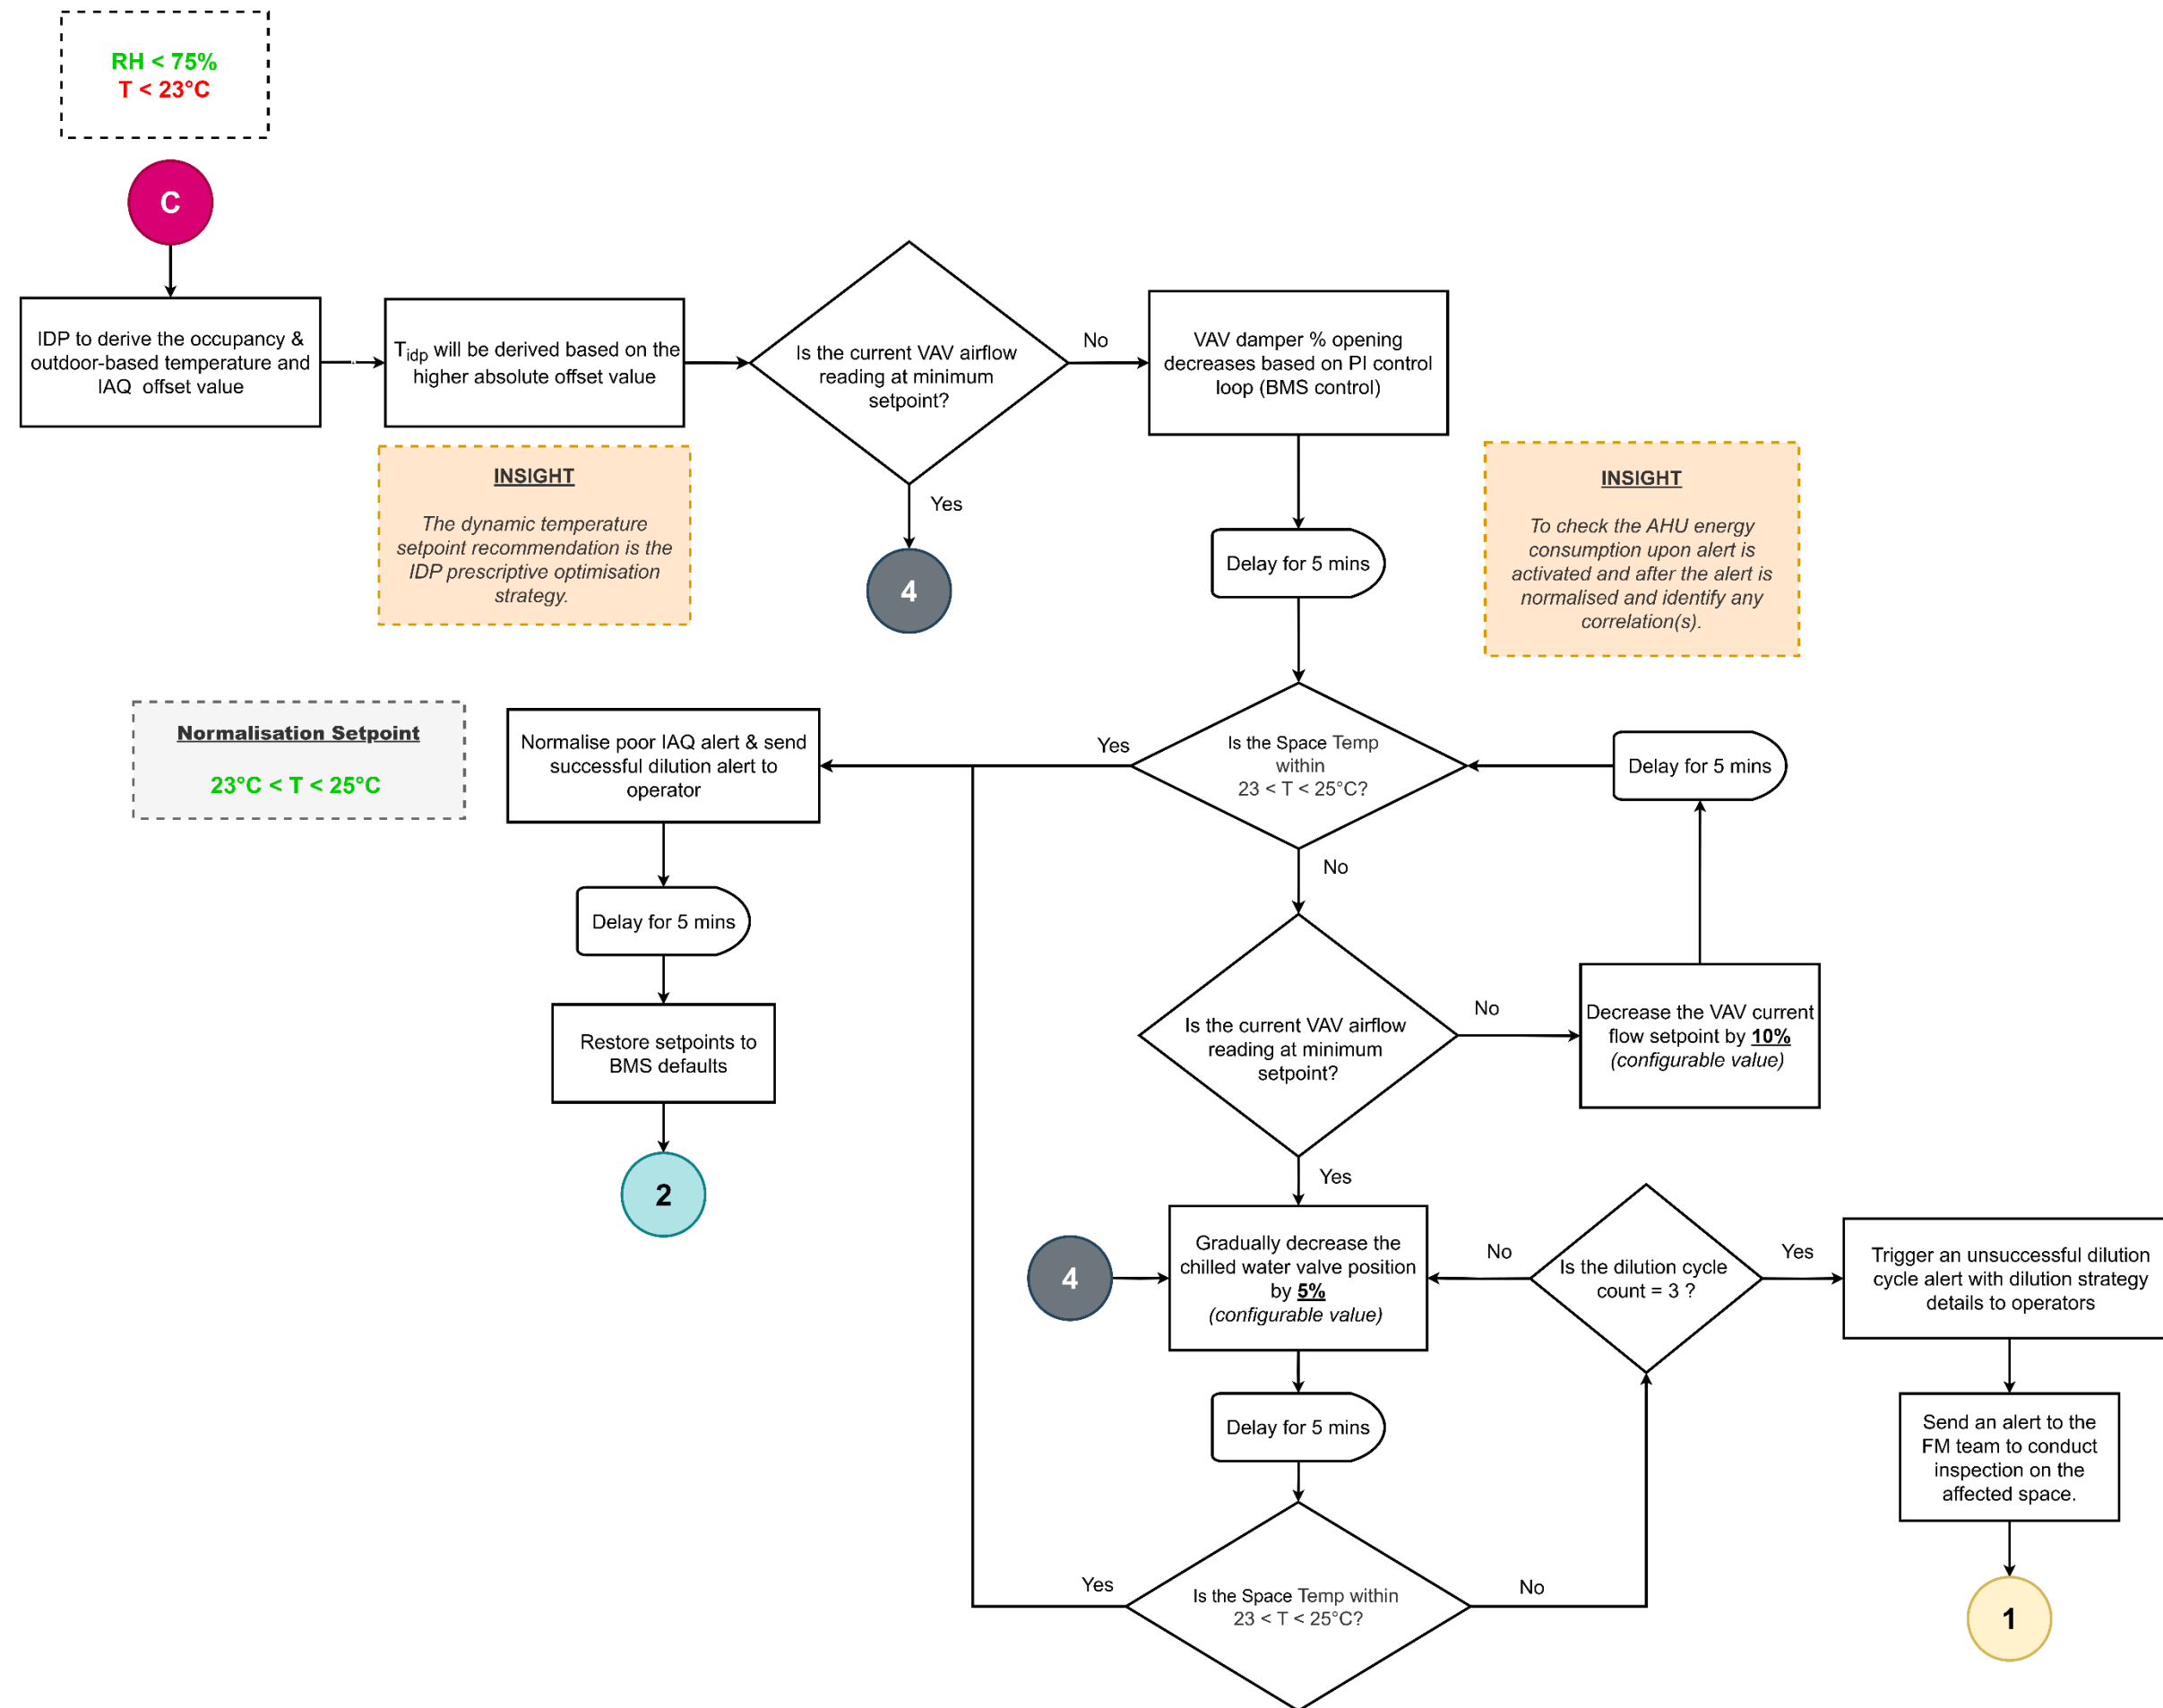 RH < 75%
T < 23°C
C
IDP to derive the occupancy &
outdoor-based temperature and
IAQ offset value
Tidp will be derived based on the
higher absolute offset value
Is the current VAV airflow
reading at minimum
setpoint?
No
Yes
4
VAV damper % opening
decreases based on PI control
loop (BMS control)
INSIGHT
The dynamic temperature
setpoint recommendation is the
IDP prescriptive optimisation
strategy.
Delay for 5 mins
INSIGHT
To check the AHU energy
consumption upon alert is
activated and after the alert is
normalised and identify any
correlation(s).
Normalisation Setpoint
23°C < T < 25°C
Normalise poor IAQ alert & send
successful dilution alert to
operator
Yes
Is the Space Temp
within
23 < T < 25°C?
Delay for 5 mins
No
Delay for 5 mins
Restore setpoints to
BMS defaults
2
Is the current VAV airflow
reading at minimum
setpoint?
No
Decrease the VAV current
flow setpoint by 10%
(configurable value)
Yes
4
Gradually decrease the
chilled water valve position
by 5%
(configurable value)
No
Is the dilution cycle
count = 3 ?
Yes
Trigger an unsuccessful dilution
cycle alert with dilution strategy
details to operators
Delay for 5 mins
Send an alert to the
FM team to conduct
inspection on the
affected space.
Yes
Is the Space Temp within
23 < T < 25°C?
No
1